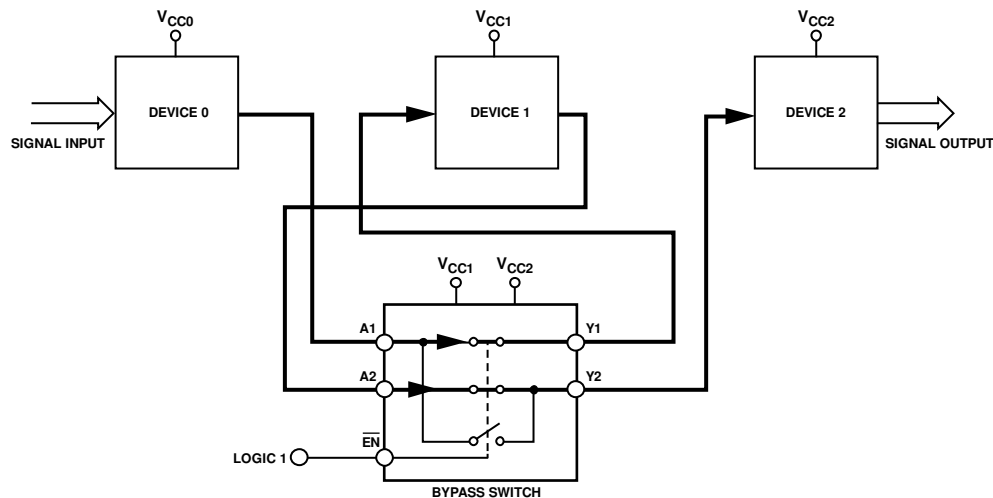 VCC0
VCC1
VCC2
DEVICE 0
DEVICE 1
DEVICE 2
SIGNAL INPUT
SIGNAL OUTPUT
VCC1
VCC2
A1
Y1
A2
Y2
EN
LOGIC 1
BYPASS SWITCH